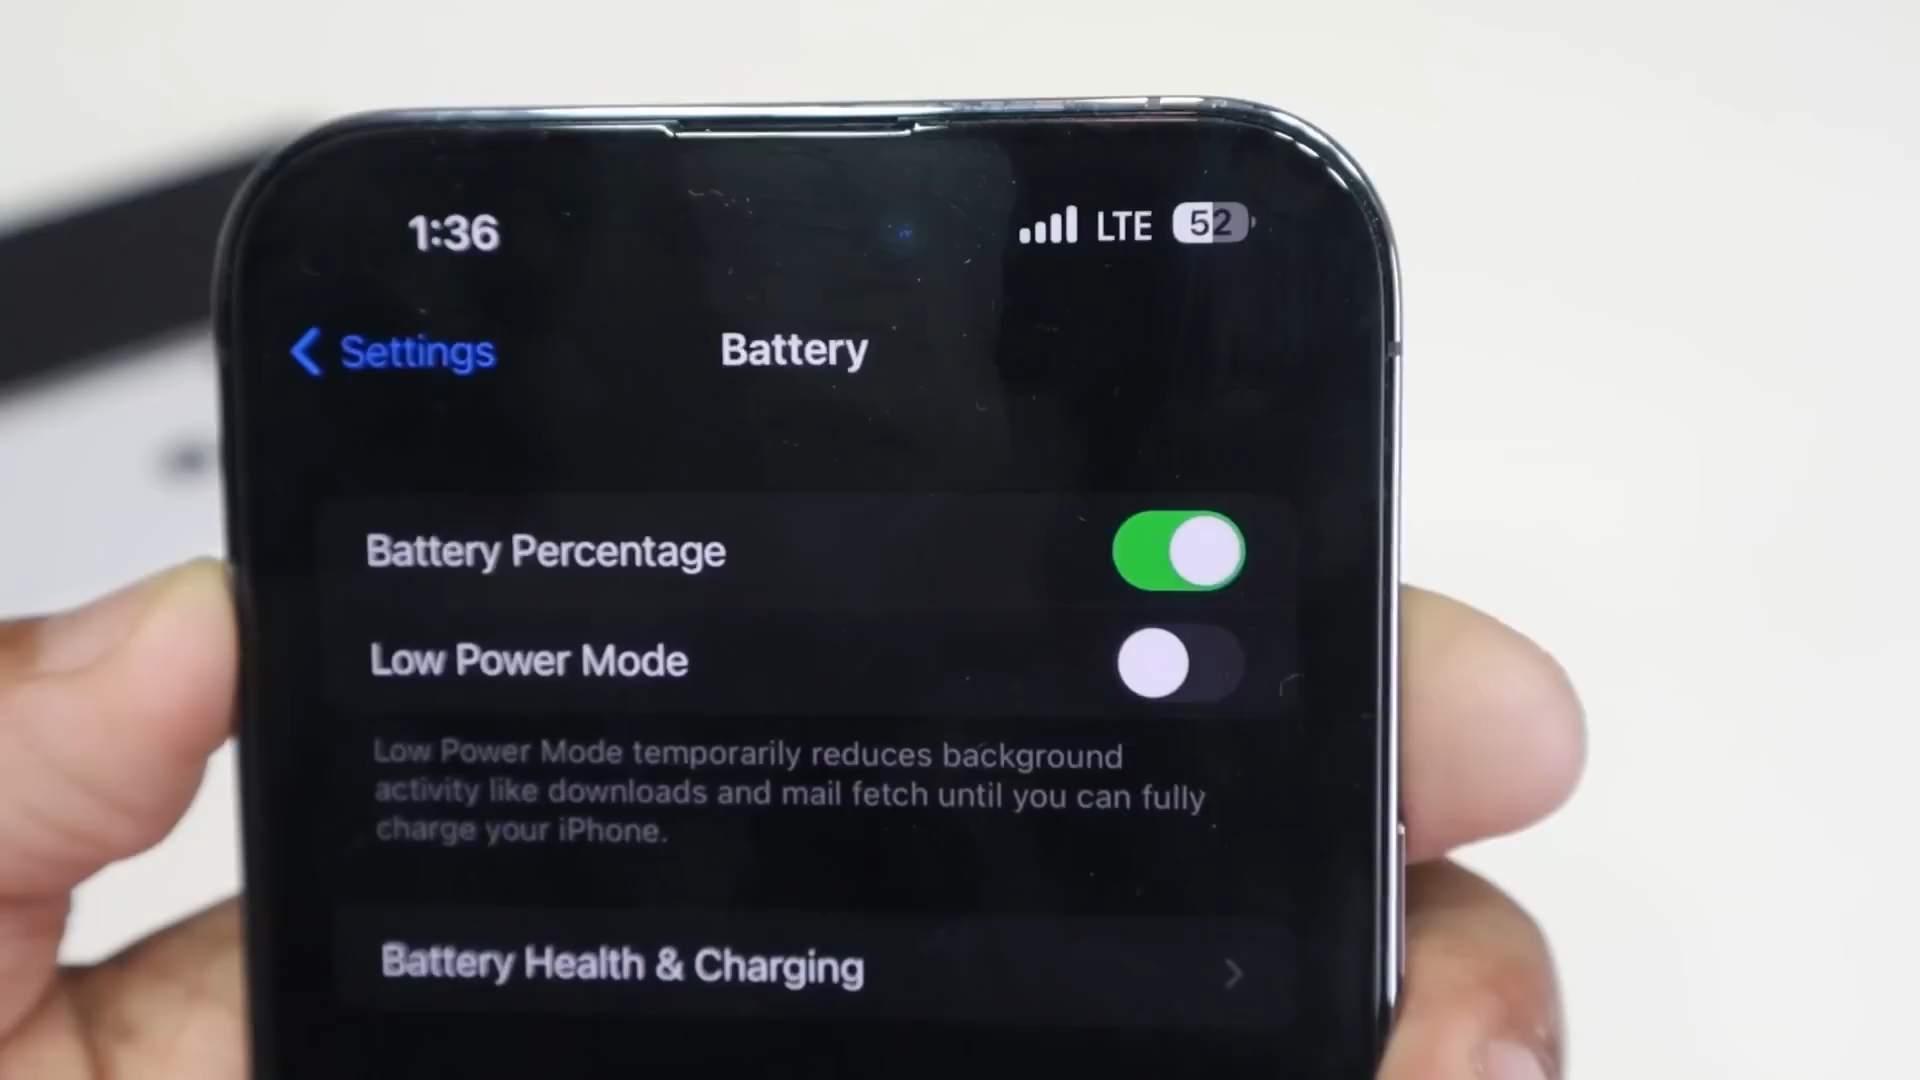 1:36 LTE 52
Settings Battery
Battery Percentage
Low Power Mode
Low Power Mode temporarily reduces background
activity like downloads and mail fetch until you can fully
charge your iPhone.
Battery Health & Charging